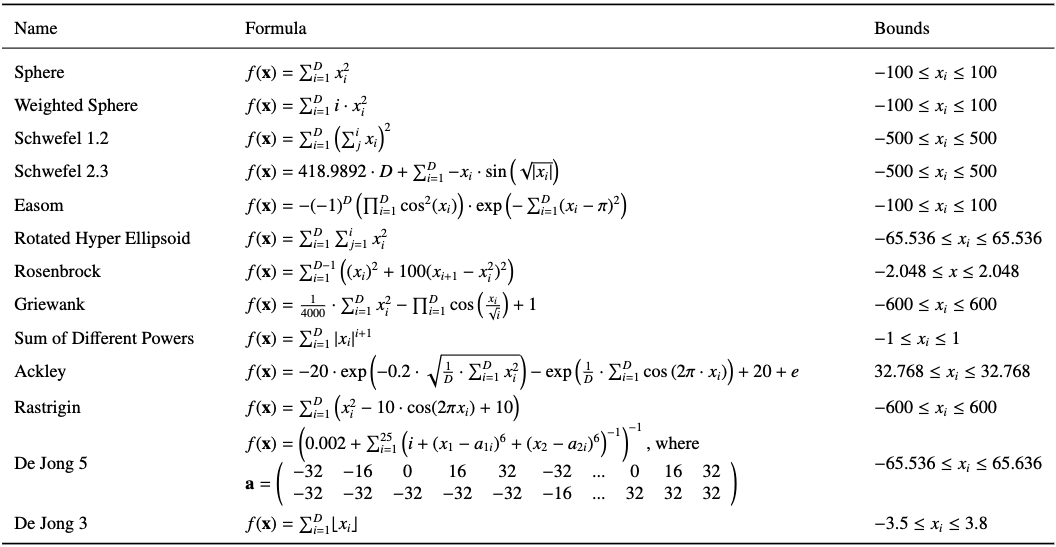 Name Formula Bounds
Sphere f(x) = ∑_{i=1}^{D} x_i^2 −100 ≤ x_i ≤ 100
Weighted Sphere f(x) = ∑_{i=1}^{D} i · x_i^2 −100 ≤ x_i ≤ 100
Schwefel 1.2 f(x) = ∑_{i=1}^{D} (∑_{j}^{i} x_i)^2 −500 ≤ x_i ≤ 500
Schwefel 2.3 f(x) = 418.9892 · D + ∑_{i=1}^{D} −x_i · sin(√|x_i|) −500 ≤ x_i ≤ 500
Easom f(x) = −(−1)^D (∏_{i=1}^{D} cos^2(x_i)) · exp(−∑_{i=1}^{D}(x_i − π)^2) −100 ≤ x_i ≤ 100
Rotated Hyper Ellipsoid f(x) = ∑_{i=1}^{D} ∑_{j=1}^{i} x_i^2 −65.536 ≤ x_i ≤ 65.536
Rosenbrock f(x) = ∑_{i=1}^{D−1} ((x_i)^2 + 100(x_{i+1} − x_i^2)^2) −2.048 ≤ x ≤ 2.048
Griewank f(x) = 1/4000 · ∑_{i=1}^{D} x_i^2 − ∏_{i=1}^{D} cos(x_i/√i) + 1 −600 ≤ x_i ≤ 600
Sum of Different Powers f(x) = ∑_{i=1}^{D} |x_i|^{i+1} −1 ≤ x_i ≤ 1
Ackley f(x) = −20 · exp(−0.2 · √(1/D · ∑_{i=1}^{D} x_i^2)) − exp(1/D · ∑_{i=1}^{D} cos (2π · x_i)) + 20 + e 32.768 ≤ x_i ≤ 32.768
Rastrigin f(x) = ∑_{i=1}^{D} (x_i^2 − 10 · cos(2πx_i) + 10) −600 ≤ x_i ≤ 600
De Jong 5 f(x) = (0.002 + ∑_{i=1}^{25} (i + (x_1 − a_{1i})^6 + (x_2 − a_{2i})^6)^{−1})^{−1} , where −65.536 ≤ x_i ≤ 65.636
a = ( −32 −16 0 16 32 −32 ... 0 16 32
−32 −32 −32 −32 −32 −16 ... 32 32 32 )
De Jong 3 f(x) = ∑_{i=1}^{D} ⌊x_i⌋ −3.5 ≤ x_i ≤ 3.8